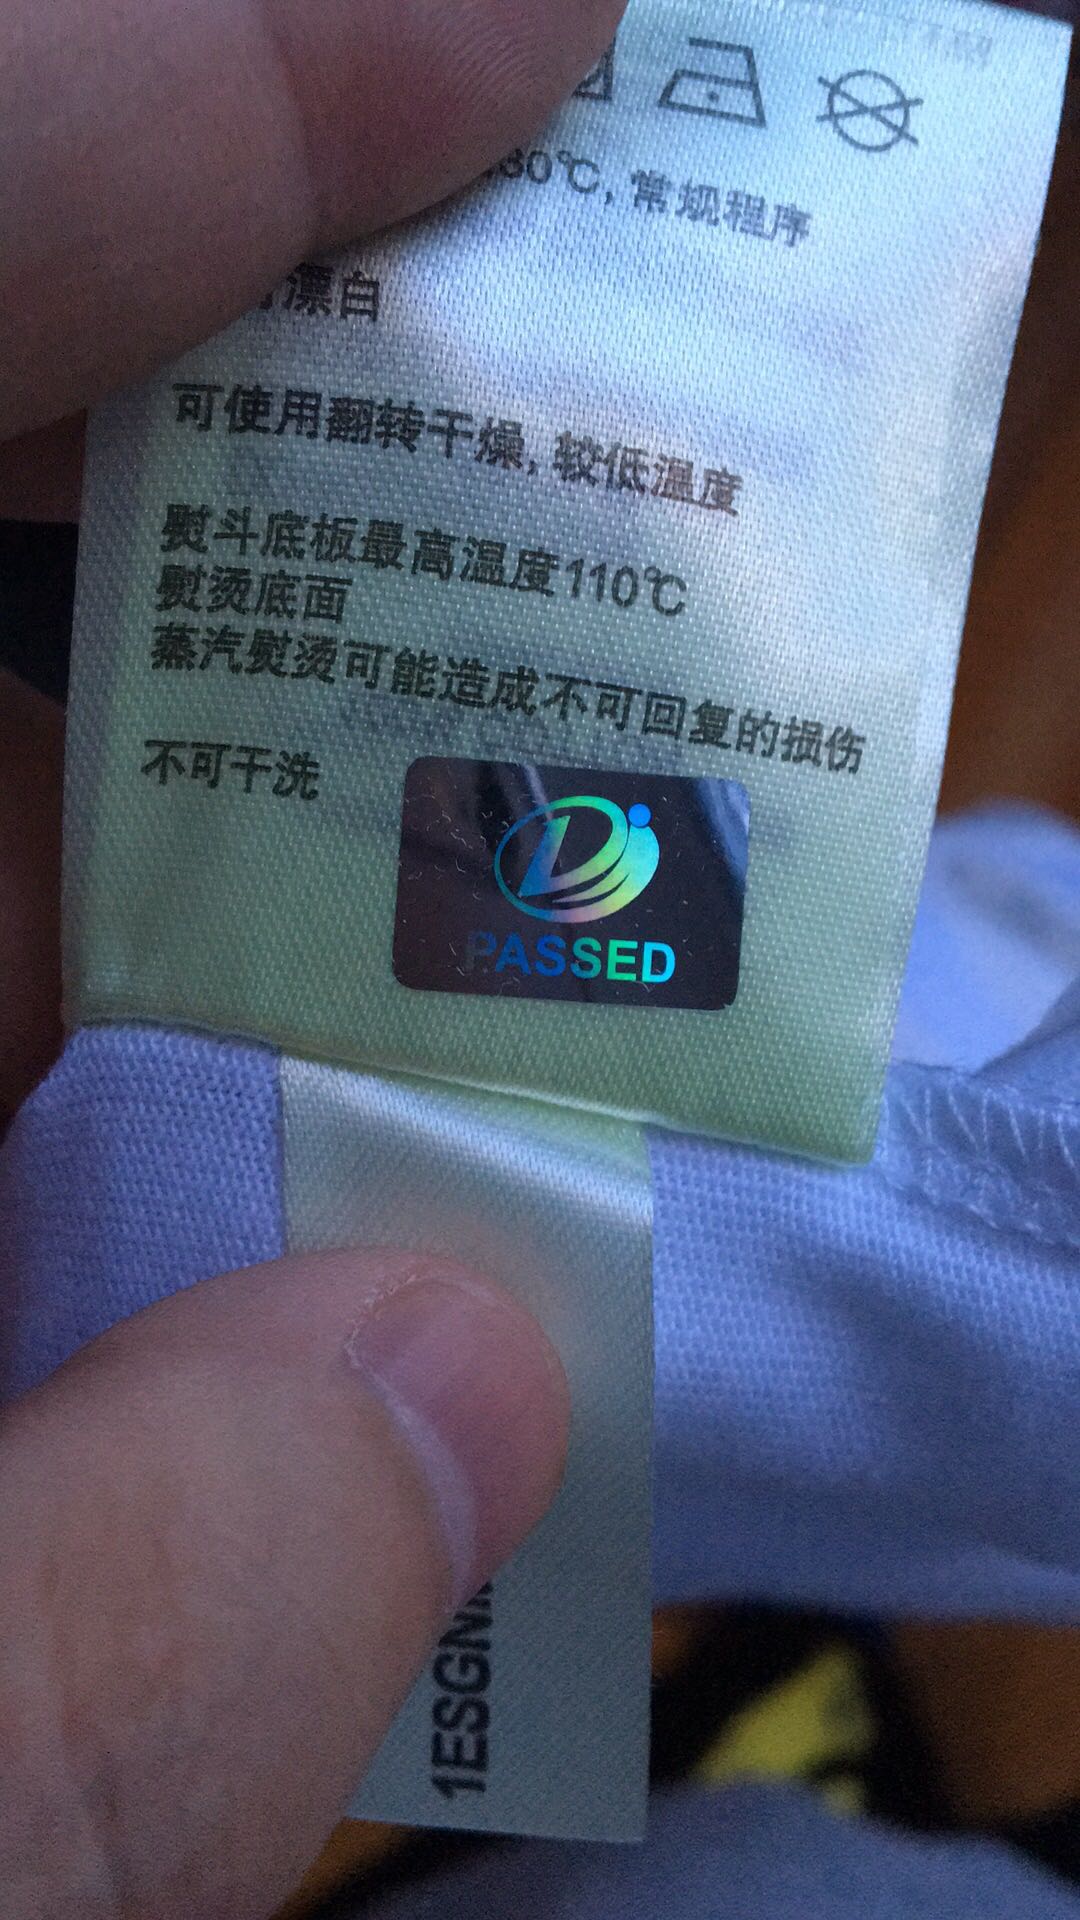 30℃, 常规程序
漂白
可使用翻转干燥, 较低温度
熨斗底板最高温度110℃
熨烫底面
蒸汽熨烫可能造成不可回复的损伤
不可干洗
PASSED
1ESGN